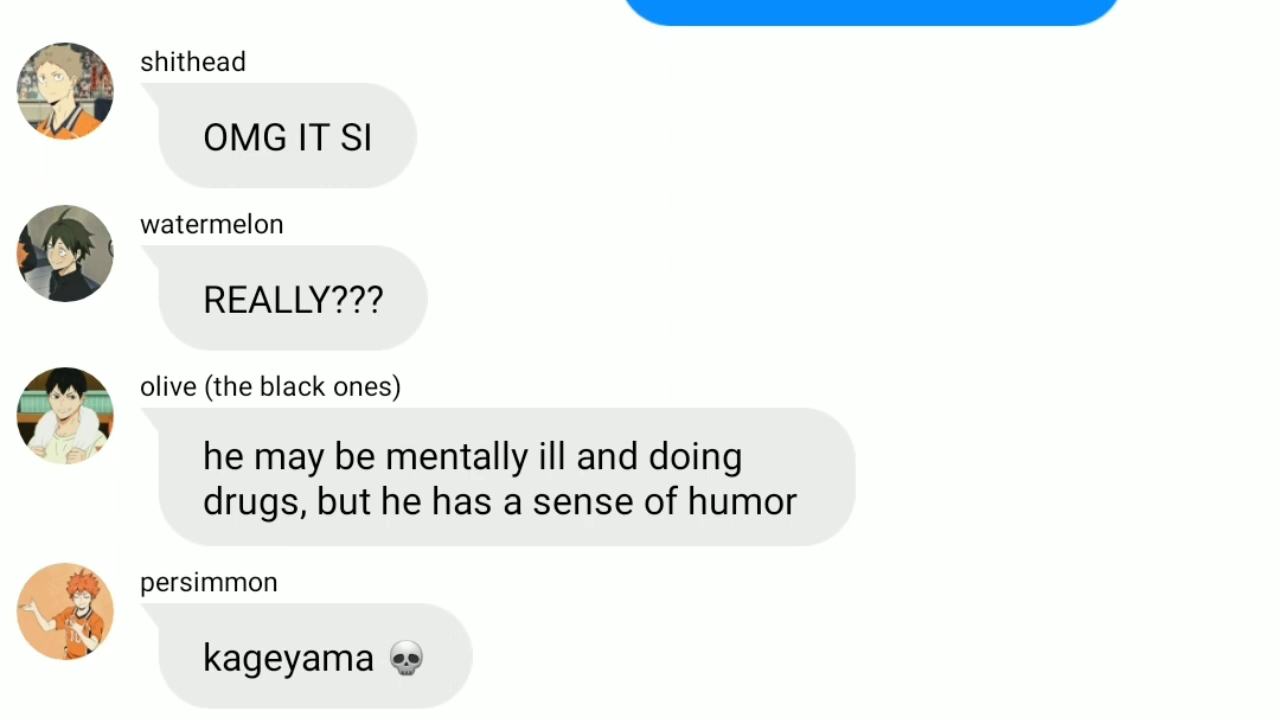 shithead
OMG IT SI
watermelon
REALLY???
olive (the black ones)
he may be mentally ill and doing
drugs, but he has a sense of humor
persimmon
kageyama 💀